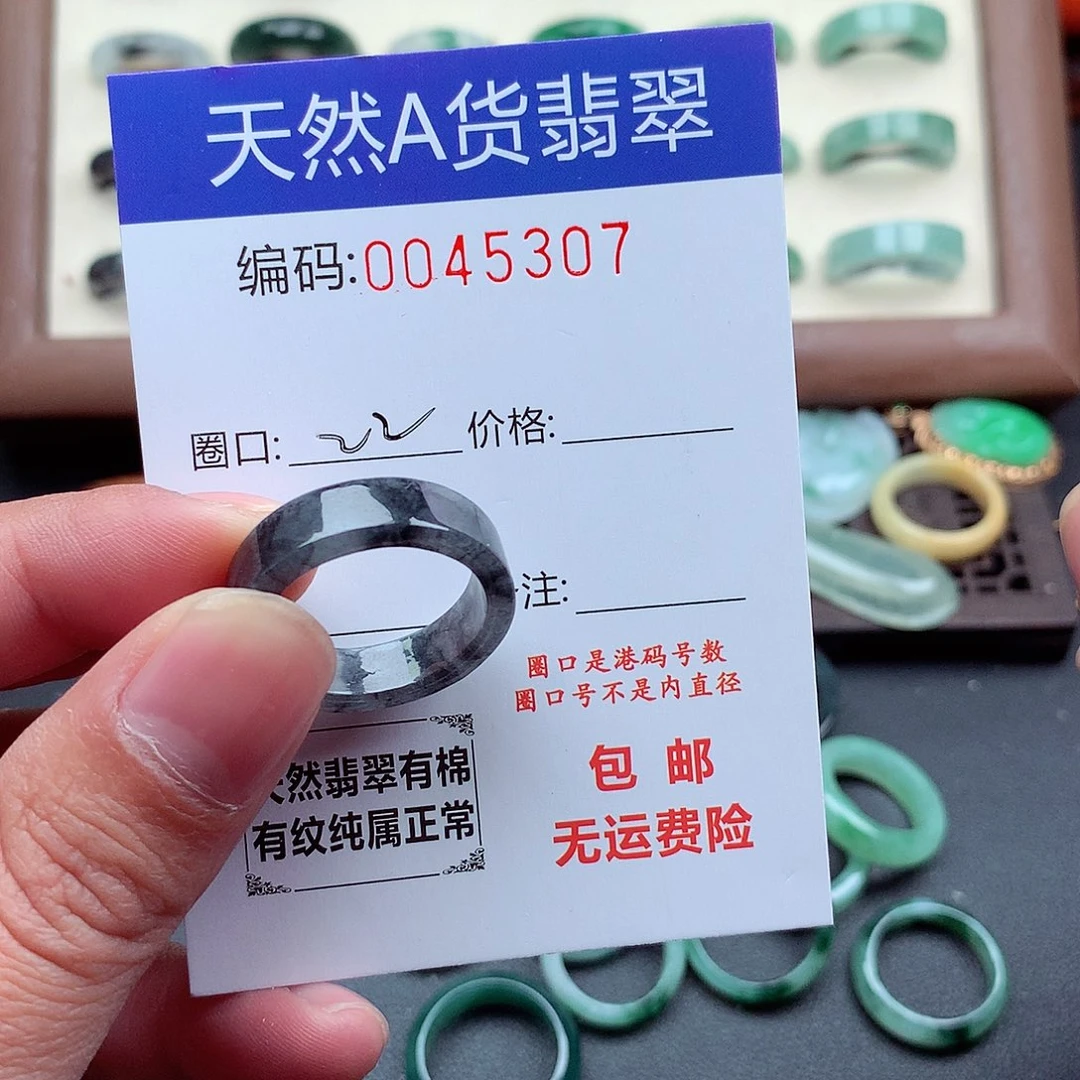 天然A货翡翠
编码:0045307
圈口: 22 价格:
注:
圈口是港码号数
圈口号不是内直径
然翡翠有棉
有纹纯属正常
包 邮
无运费险